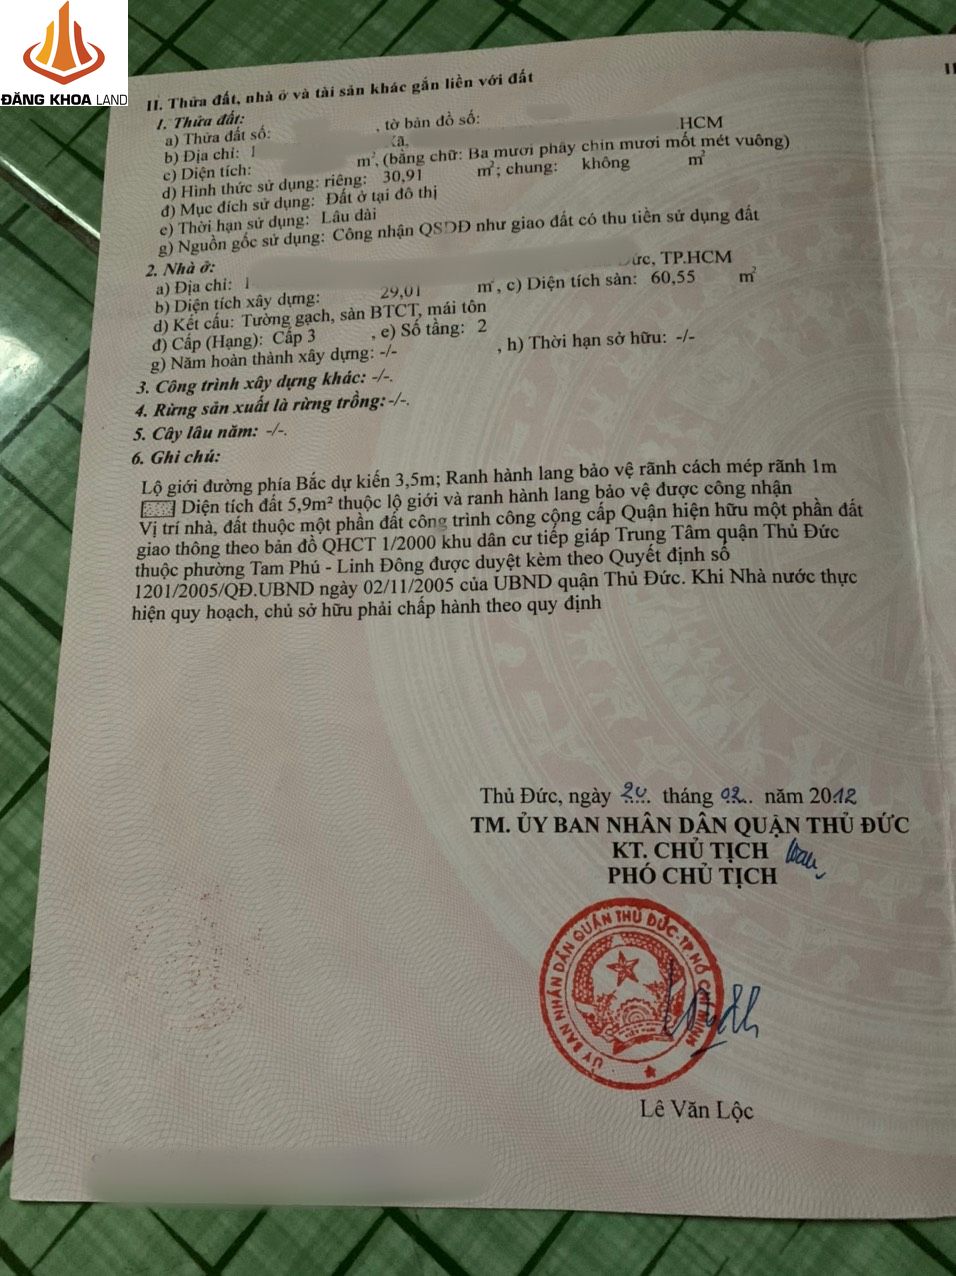 ĐĂNG KHOA LAND
II. Thửa đất, nhà ở và tài sản khác gắn liền với đất
1. Thửa đất:
a) Thửa đất số: , tờ bản đồ số:
b) Địa chỉ: HCM
c) Diện tích: m², (bằng chữ: Ba mươi phẩy chín mươi mốt mét vuông)
d) Hình thức sử dụng: riêng: 30,91 m²; chung: không m²
đ) Mục đích sử dụng: Đất ở tại đô thị
e) Thời hạn sử dụng: Lâu dài
g) Nguồn gốc sử dụng: Công nhận QSDĐ như giao đất có thu tiền sử dụng đất
2. Nhà ở:
a) Địa chỉ: Đức, TP.HCM
b) Diện tích xây dựng: 29,01 m², c) Diện tích sàn: 60,55 m²
d) Kết cấu: Tường gạch, sàn BTCT, mái tôn
đ) Cấp (Hạng): Cấp 3 , e) Số tầng: 2
g) Năm hoàn thành xây dựng: -/- , h) Thời hạn sở hữu: -/-
3. Công trình xây dựng khác: -/-.
4. Rừng sản xuất là rừng trồng: -/-.
5. Cây lâu năm: -/-.
6. Ghi chú:
Lộ giới đường phía Bắc dự kiến 3,5m; Ranh hành lang bảo vệ rãnh cách mép rãnh 1m
Diện tích đất 5,9m² thuộc lộ giới và ranh hành lang bảo vệ được công nhận
Vị trí nhà, đất thuộc một phần đất công trình công cộng cấp Quận hiện hữu một phần đất
giao thông theo bản đồ QHCT 1/2000 khu dân cư tiếp giáp Trung Tâm quận Thủ Đức
thuộc phường Tam Phú - Linh Đông được duyệt kèm theo Quyết định số
1201/2005/QĐ.UBND ngày 02/11/2005 của UBND quận Thủ Đức. Khi Nhà nước thực
hiện quy hoạch, chủ sở hữu phải chấp hành theo quy định
Thủ Đức, ngày 24 tháng 02 năm 2012
TM. ỦY BAN NHÂN DÂN QUẬN THỦ ĐỨC
KT. CHỦ TỊCH
PHÓ CHỦ TỊCH
ỦY BAN NHÂN DÂN QUẬN THỦ ĐỨC-TP HỒ CHÍ MINH
Lê Văn Lộc